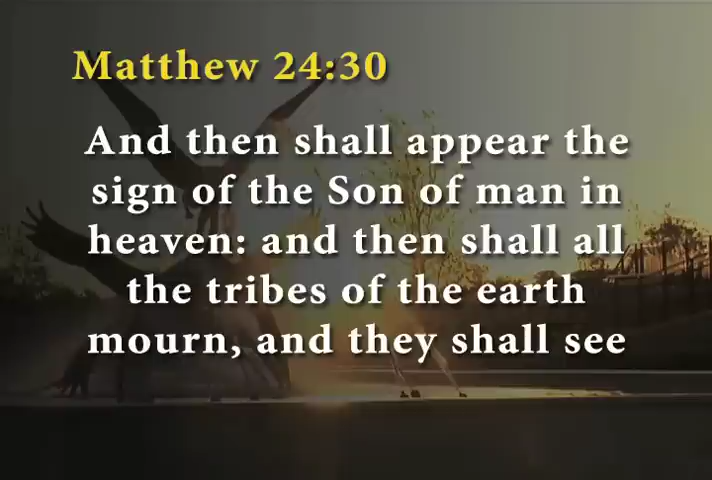 Matthew 24:30
And then shall appear the
sign of the Son of man in
heaven: and then shall all
the tribes of the earth
mourn, and they shall see